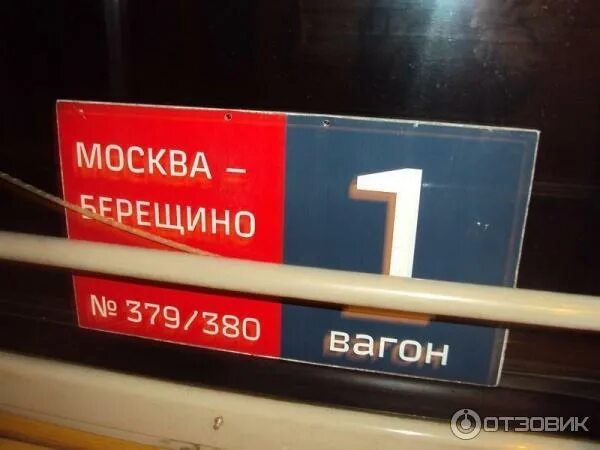 МОСКВА –
БЕРЕЩИНО
№ 379/380
1
вагон
ОТЗОВИК